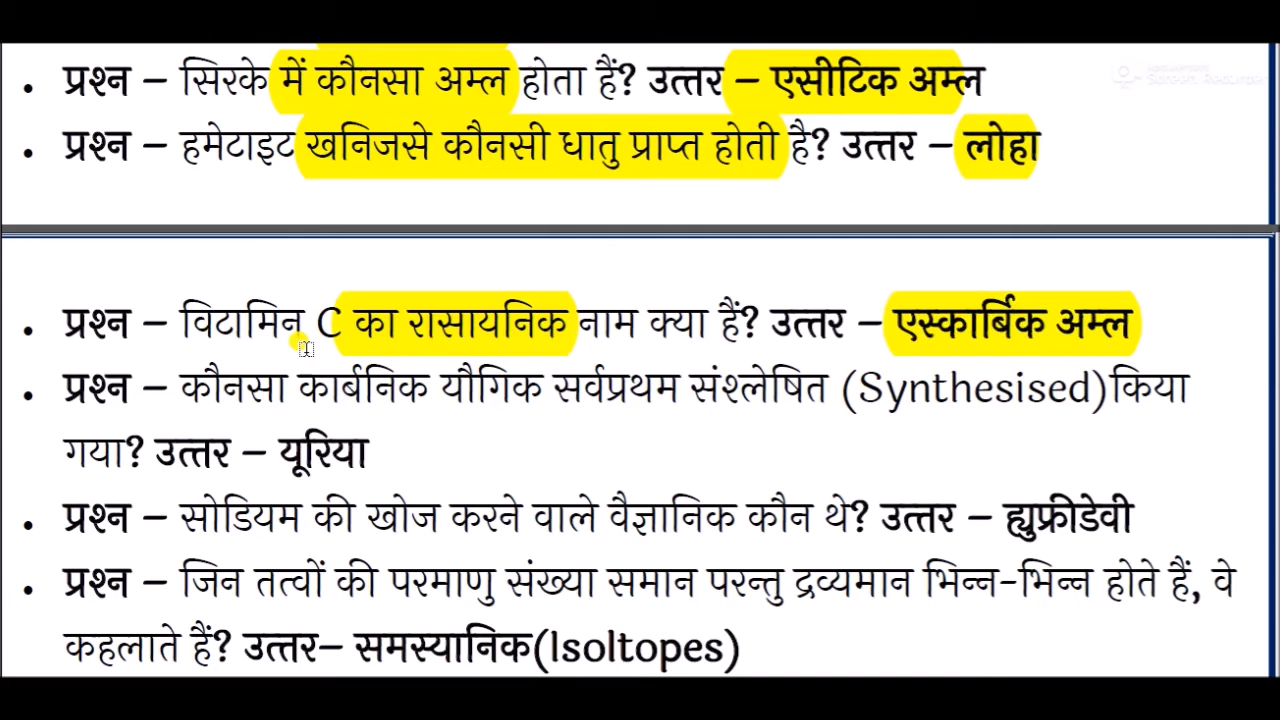 • प्रश्न – सिरके में कौनसा अम्ल होता हैं? उत्तर – एसीटिक अम्ल
• प्रश्न – हमेटाइट खनिजसे कौनसी धातु प्राप्त होती है? उत्तर – लोहा
• प्रश्न – विटामिन C का रासायनिक नाम क्या हैं? उत्तर – एस्कार्बिक अम्ल
• प्रश्न – कौनसा कार्बनिक यौगिक सर्वप्रथम संश्लेषित (Synthesised)किया
गया? उत्तर – यूरिया
• प्रश्न – सोडियम की खोज करने वाले वैज्ञानिक कौन थे? उत्तर – ह्युफ्रीडेवी
• प्रश्न – जिन तत्वों की परमाणु संख्या समान परन्तु द्रव्यमान भिन्न-भिन्न होते हैं, वे
कहलाते हैं? उत्तर– समस्यानिक(Isoltopes)